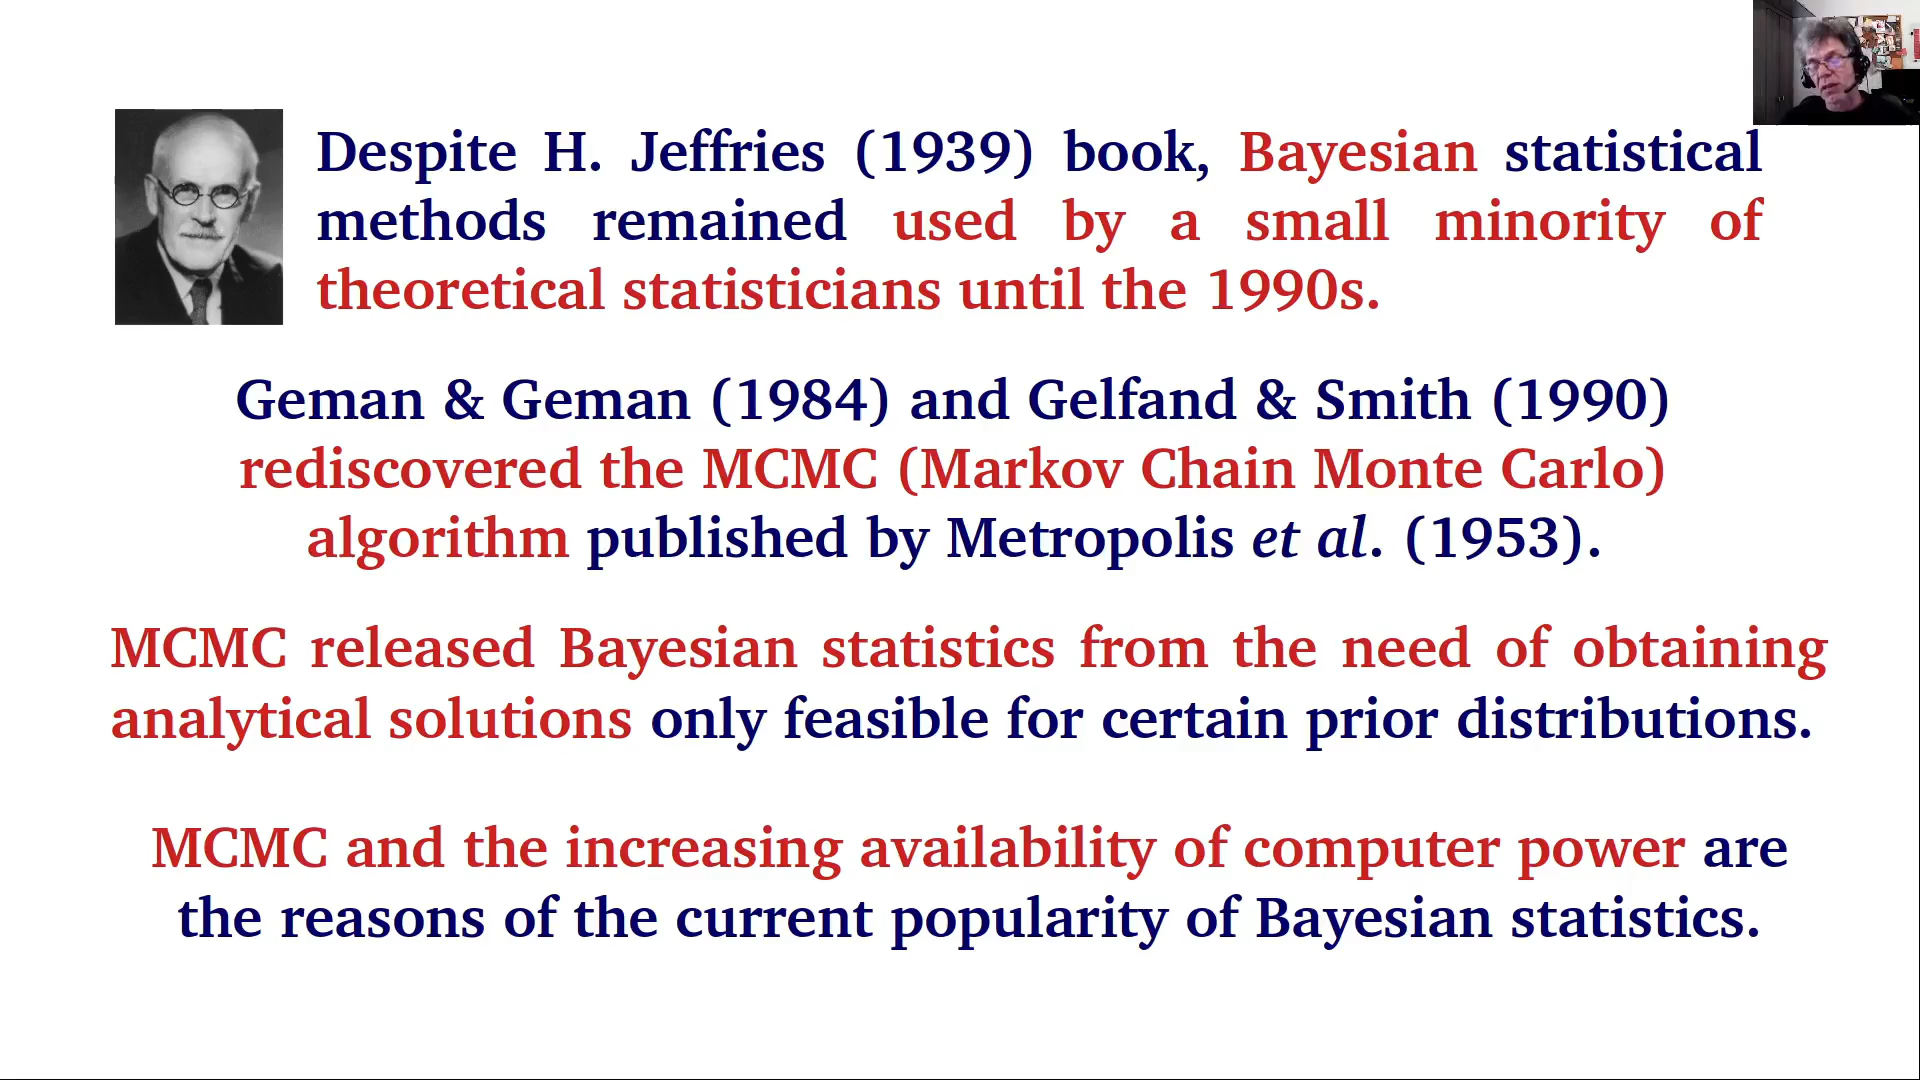 Despite H. Jeffries (1939) book, Bayesian statistical
methods remained used by a small minority of
theoretical statisticians until the 1990s.
Geman & Geman (1984) and Gelfand & Smith (1990)
rediscovered the MCMC (Markov Chain Monte Carlo)
algorithm published by Metropolis et al. (1953).
MCMC released Bayesian statistics from the need of obtaining
analytical solutions only feasible for certain prior distributions.
MCMC and the increasing availability of computer power are
the reasons of the current popularity of Bayesian statistics.